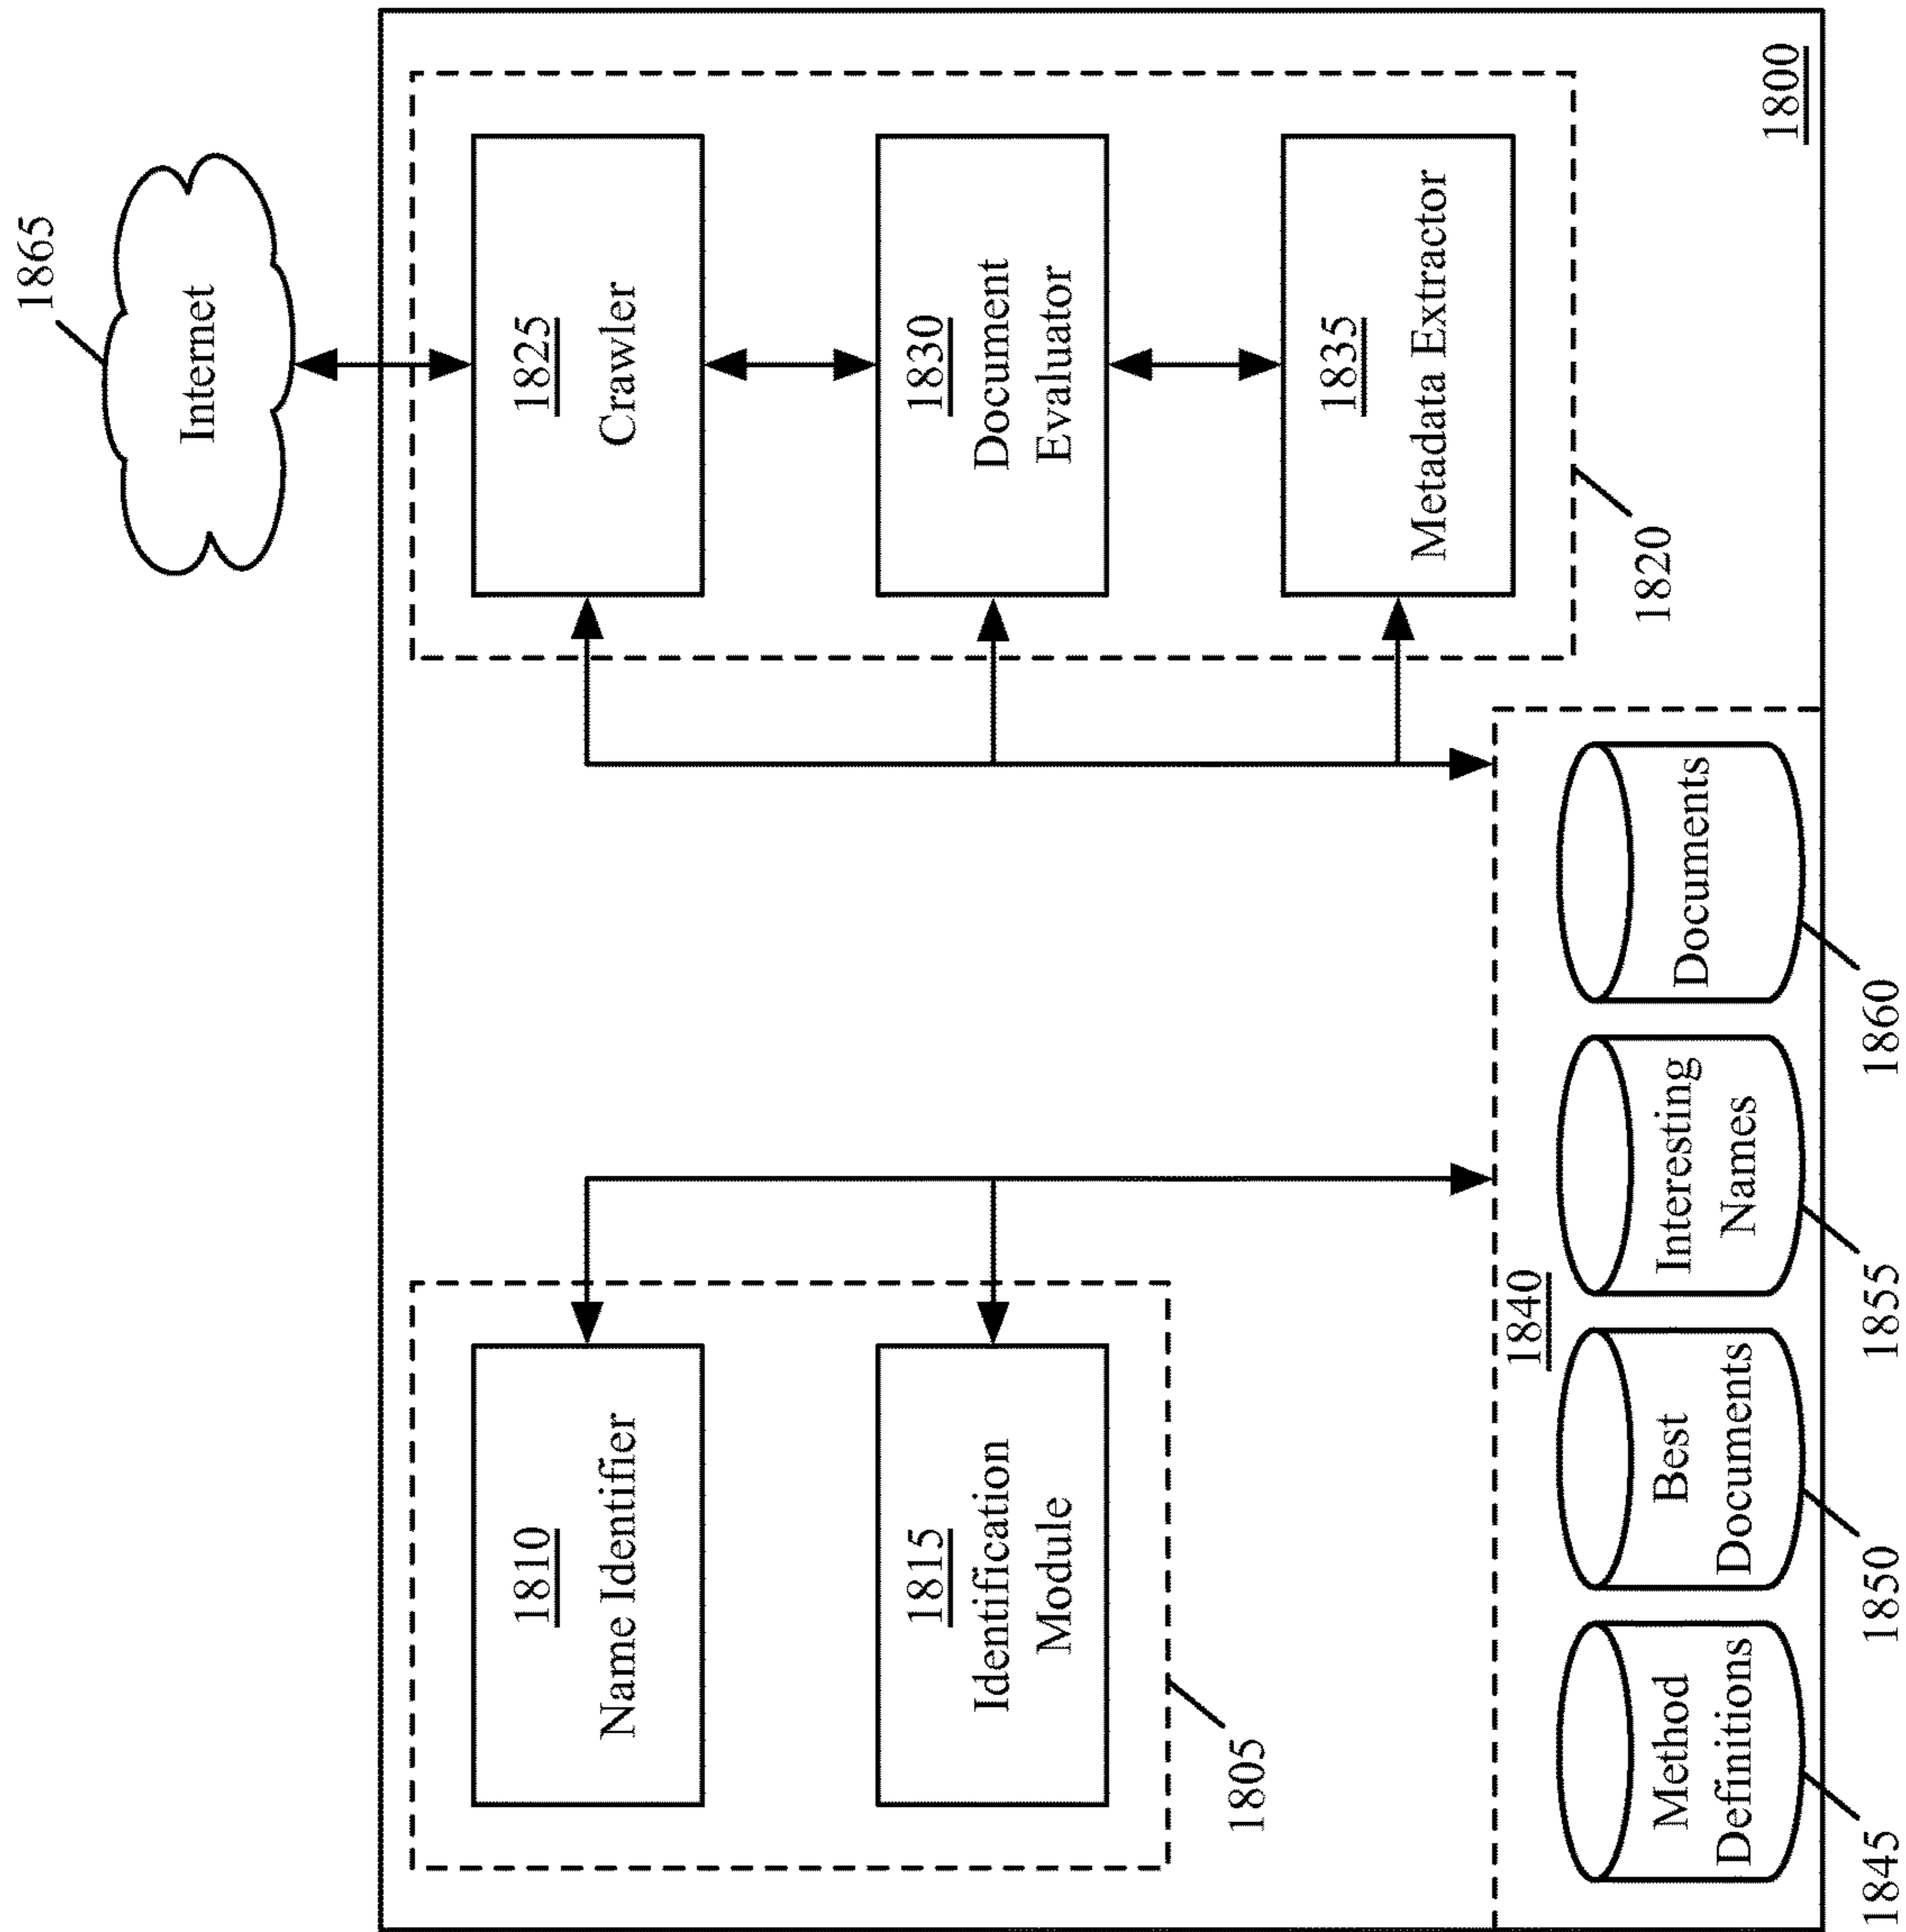 1865
Internet
1810
Name Identifier
1825
Crawler
1815
Identification
Module
1830
Document
Evaluator
1835
Metadata Extractor
1805
1820
1840
Method
Definitions
Best
Documents
Interesting
Names
Documents
1800
1845
1850
1855
1860